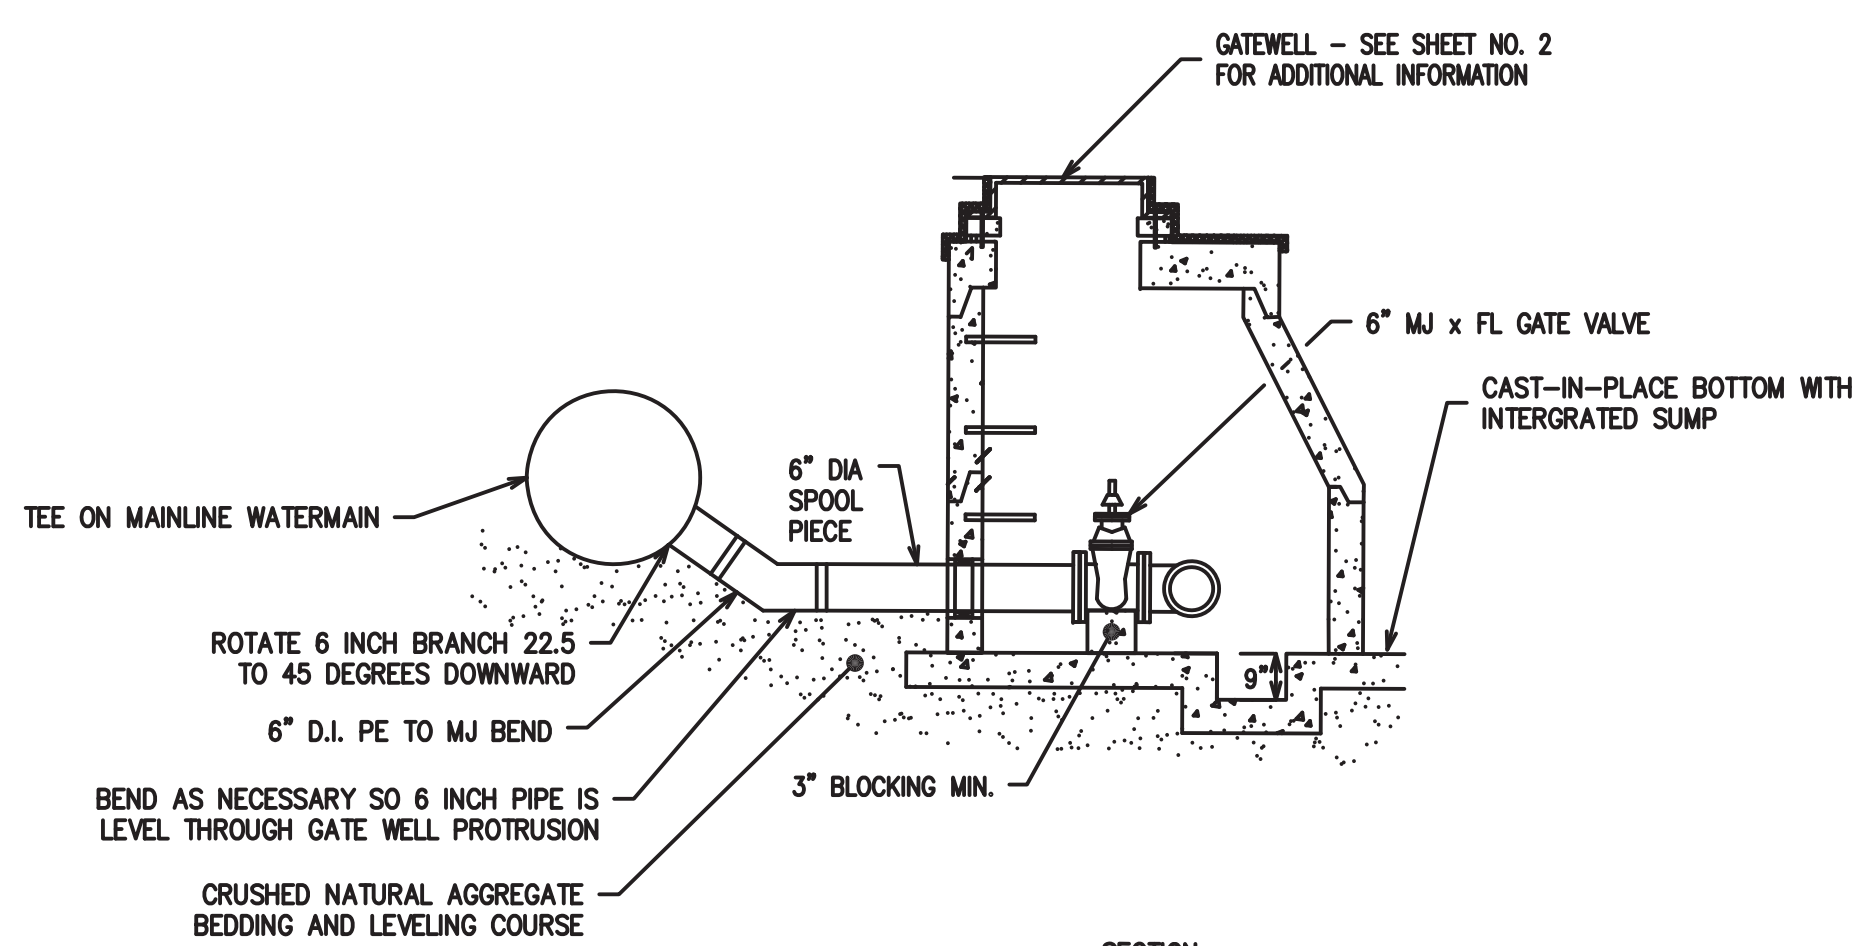 GATEWELL - SEE SHEET NO. 2
FOR ADDITIONAL INFORMATION
6" MJ x FL GATE VALVE
CAST-IN-PLACE BOTTOM WITH
INTERGRATED SUMP
6" DIA
SPOOL
PIECE
TEE ON MAINLINE WATERMAIN
ROTATE 6 INCH BRANCH 22.5
TO 45 DEGREES DOWNWARD
9"
6" D.I. PE TO MJ BEND
3" BLOCKING MIN.
BEND AS NECESSARY SO 6 INCH PIPE IS
LEVEL THROUGH GATE WELL PROTRUSION
CRUSHED NATURAL AGGREGATE
BEDDING AND LEVELING COURSE